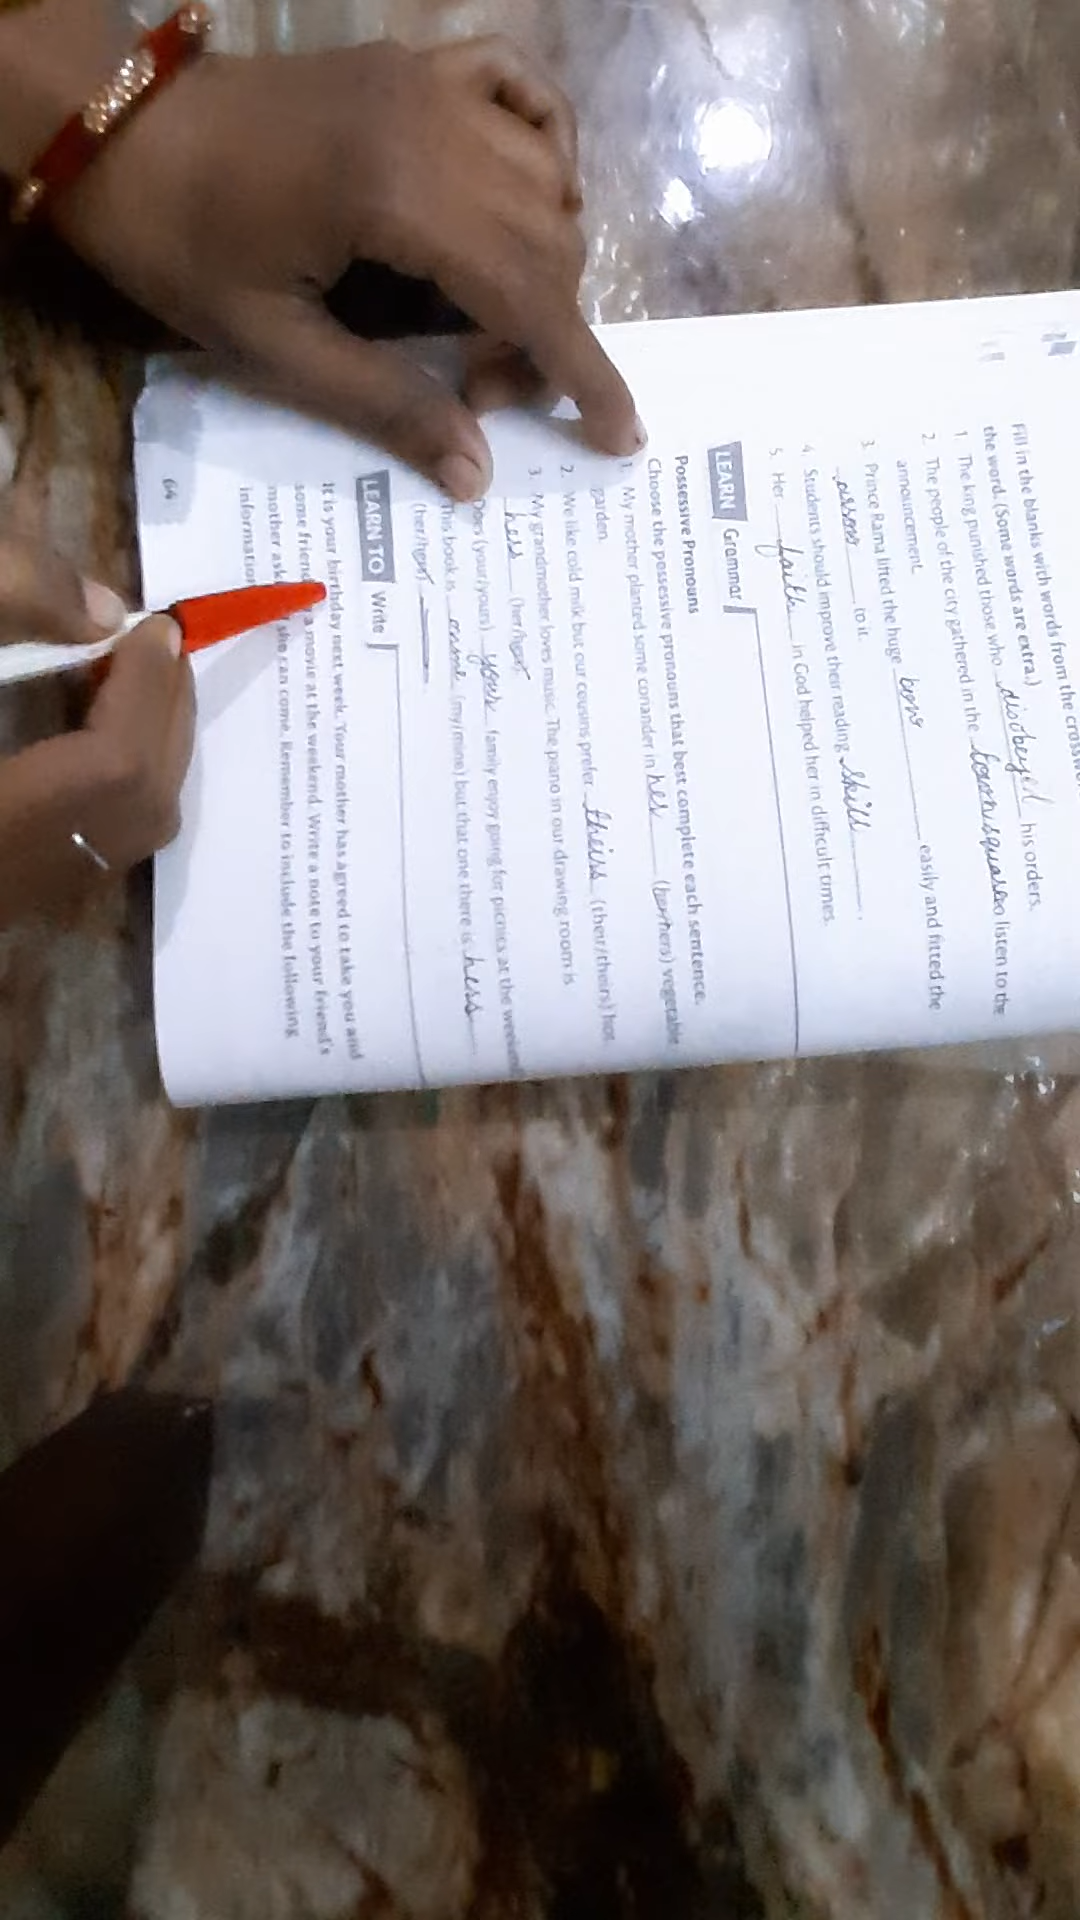 Fill in the blanks with words from the
the word. (Some words are extra.)
1. The king punished those who disobeyed his orders.
2. The people of the city gathered in the town square to listen to the
announcement.
3. Prince Rama lifted the huge bow easily and fitted the
arrow to it.
4. Students should improve their reading skills.
5. Her faith in God helped her in difficult times.
LEARN Grammar
Possessive Pronouns
Choose the possessive pronouns that best complete each sentence.
1. My mother planted some coriander in her (her/hers) vegetable
garden.
2. We like cold milk but our cousins prefer theirs (their/theirs) hot.
3. My grandmother loves music. The piano in our drawing room is
hers (her/hers)
(your/yours) your family enjoy going for picnics at the
book is mine (my/mine) but that one there is hers
(her/hers)
LEARN TO Write
It is your birthday next week. Your mother has agreed to take you and
some a movie at the weekend. Write a note to your friend's
mother she can come. Remember to include the following
64